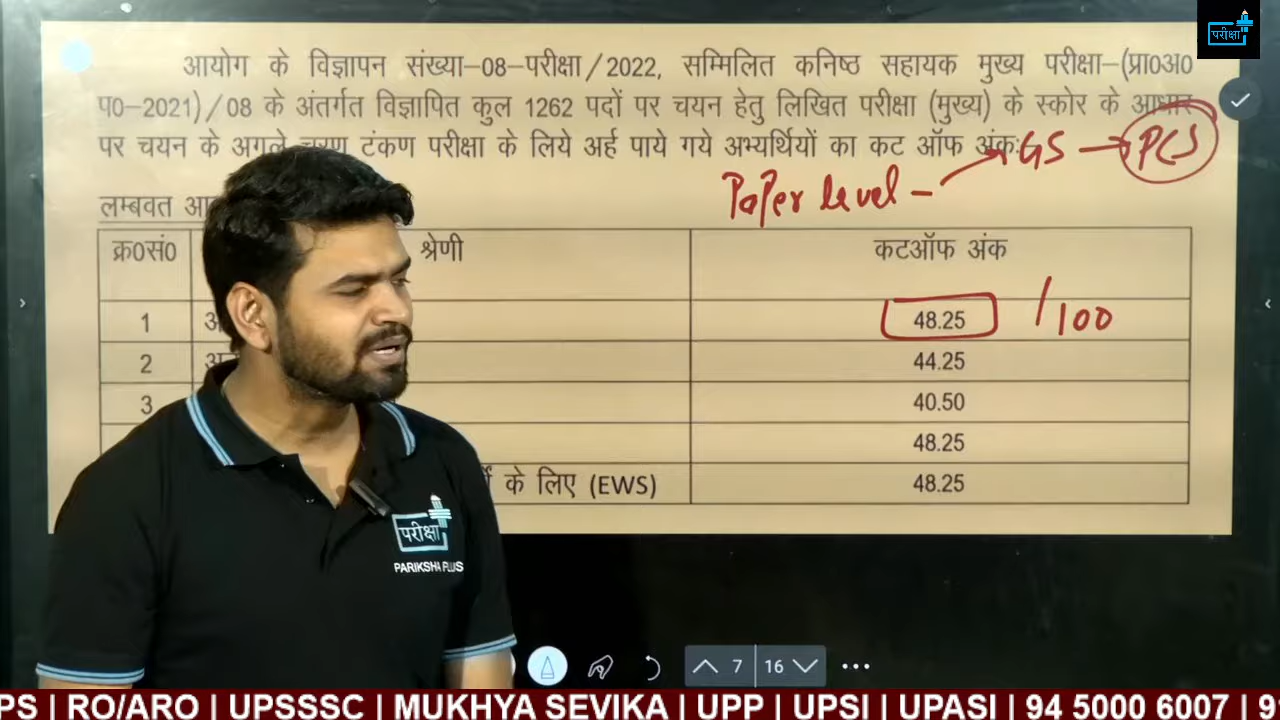 परीक्षा
आयोग के विज्ञापन संख्या–08–परीक्षा/2022, सम्मिलित कनिष्ठ सहायक मुख्य परीक्षा–(प्रा0अ0
प0–2021)/08 के अंतर्गत विज्ञापित कुल 1262 पदों पर चयन हेतु लिखित परीक्षा (मुख्य) के स्कोर के आधार
पर चयन के अगले चरण टंकण परीक्षा के लिये अर्ह पाये गये अभ्यर्थियों का कट ऑफ अंकः
Paper level – GS → PCS
लम्बवत आ
क्र0सं0 श्रेणी कटऑफ अंक
1 अ 48.25 /100
2 अ 44.25
3 40.50
48.25
के लिए (EWS) 48.25
परीक्षा
PARIKSHA PLUS
7 16
PS | RO/ARO | UPSSSC | MUKHYA SEVIKA | UPP | UPSI | UPASI | 94 5000 6007 | 9